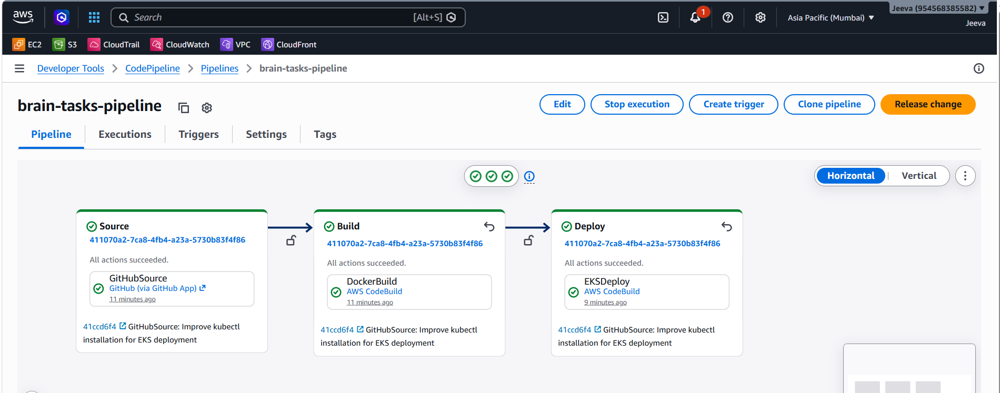 aws
Search [Alt+S]
1
Asia Pacific (Mumbai) ▼
Jeeva (954568385582) ▼
Jeeva
EC2 S3 CloudTrail CloudWatch VPC CloudFront
Developer Tools > CodePipeline > Pipelines > brain-tasks-pipeline
brain-tasks-pipeline
Edit Stop execution Create trigger Clone pipeline Release change
Pipeline Executions Triggers Settings Tags
Horizontal Vertical
Source
411070a2-7ca8-4fb4-a23a-5730b83f4f86
All actions succeeded.
GitHubSource
GitHub (via GitHub App)
11 minutes ago
41ccd6f4 GitHubSource: Improve kubectl
installation for EKS deployment
Build
411070a2-7ca8-4fb4-a23a-5730b83f4f86
All actions succeeded.
DockerBuild
AWS CodeBuild
11 minutes ago
41ccd6f4 GitHubSource: Improve kubectl
installation for EKS deployment
Deploy
411070a2-7ca8-4fb4-a23a-5730b83f4f86
All actions succeeded.
EKSDeploy
AWS CodeBuild
9 minutes ago
41ccd6f4 GitHubSource: Improve kubectl
installation for EKS deployment